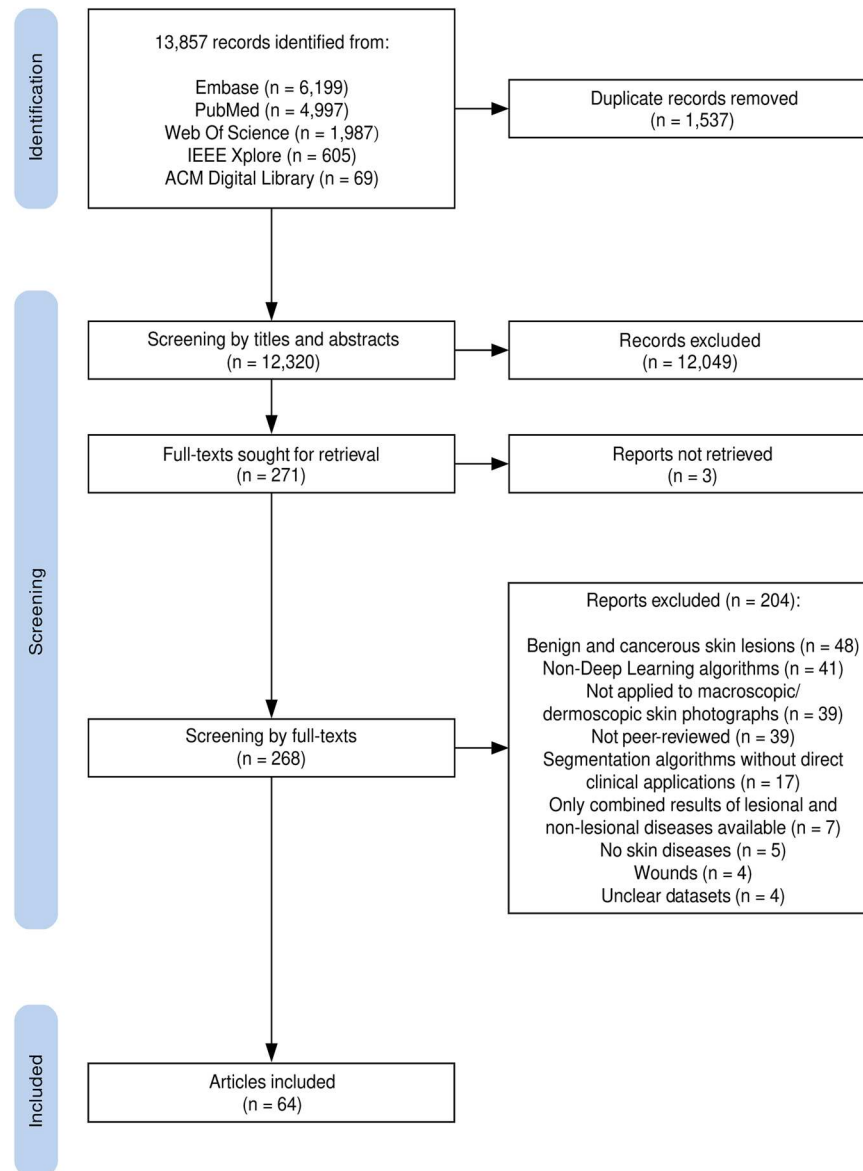 Identification
13,857 records identified from:
Embase (n = 6,199)
PubMed (n = 4,997)
Web Of Science (n = 1,987)
IEEE Xplore (n = 605)
ACM Digital Library (n = 69)
Duplicate records removed
(n = 1,537)
Screening
Screening by titles and abstracts
(n = 12,320)
Records excluded
(n = 12,049)
Full-texts sought for retrieval
(n = 271)
Reports not retrieved
(n = 3)
Screening by full-texts
(n = 268)
Reports excluded (n = 204):
Benign and cancerous skin lesions (n = 48)
Non-Deep Learning algorithms (n = 41)
Not applied to macroscopic/
dermoscopic skin photographs (n = 39)
Not peer-reviewed (n = 39)
Segmentation algorithms without direct
clinical applications (n = 17)
Only combined results of lesional and
non-lesional diseases available (n = 7)
No skin diseases (n = 5)
Wounds (n = 4)
Unclear datasets (n = 4)
Included
Articles included
(n = 64)